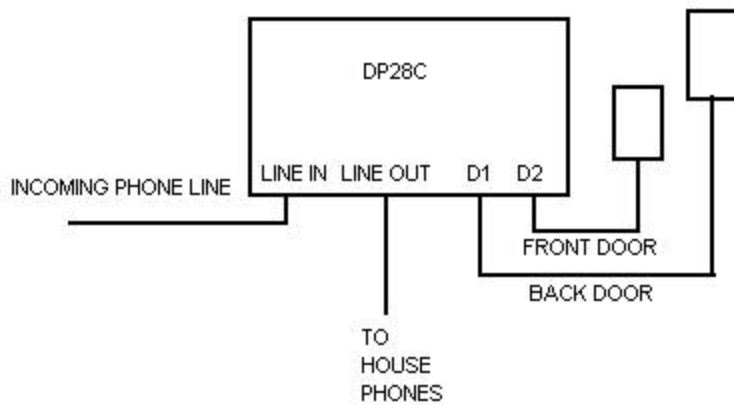 DP28C
LINE IN LINE OUT D1 D2
INCOMING PHONE LINE
FRONT DOOR
BACK DOOR
TO
HOUSE
PHONES